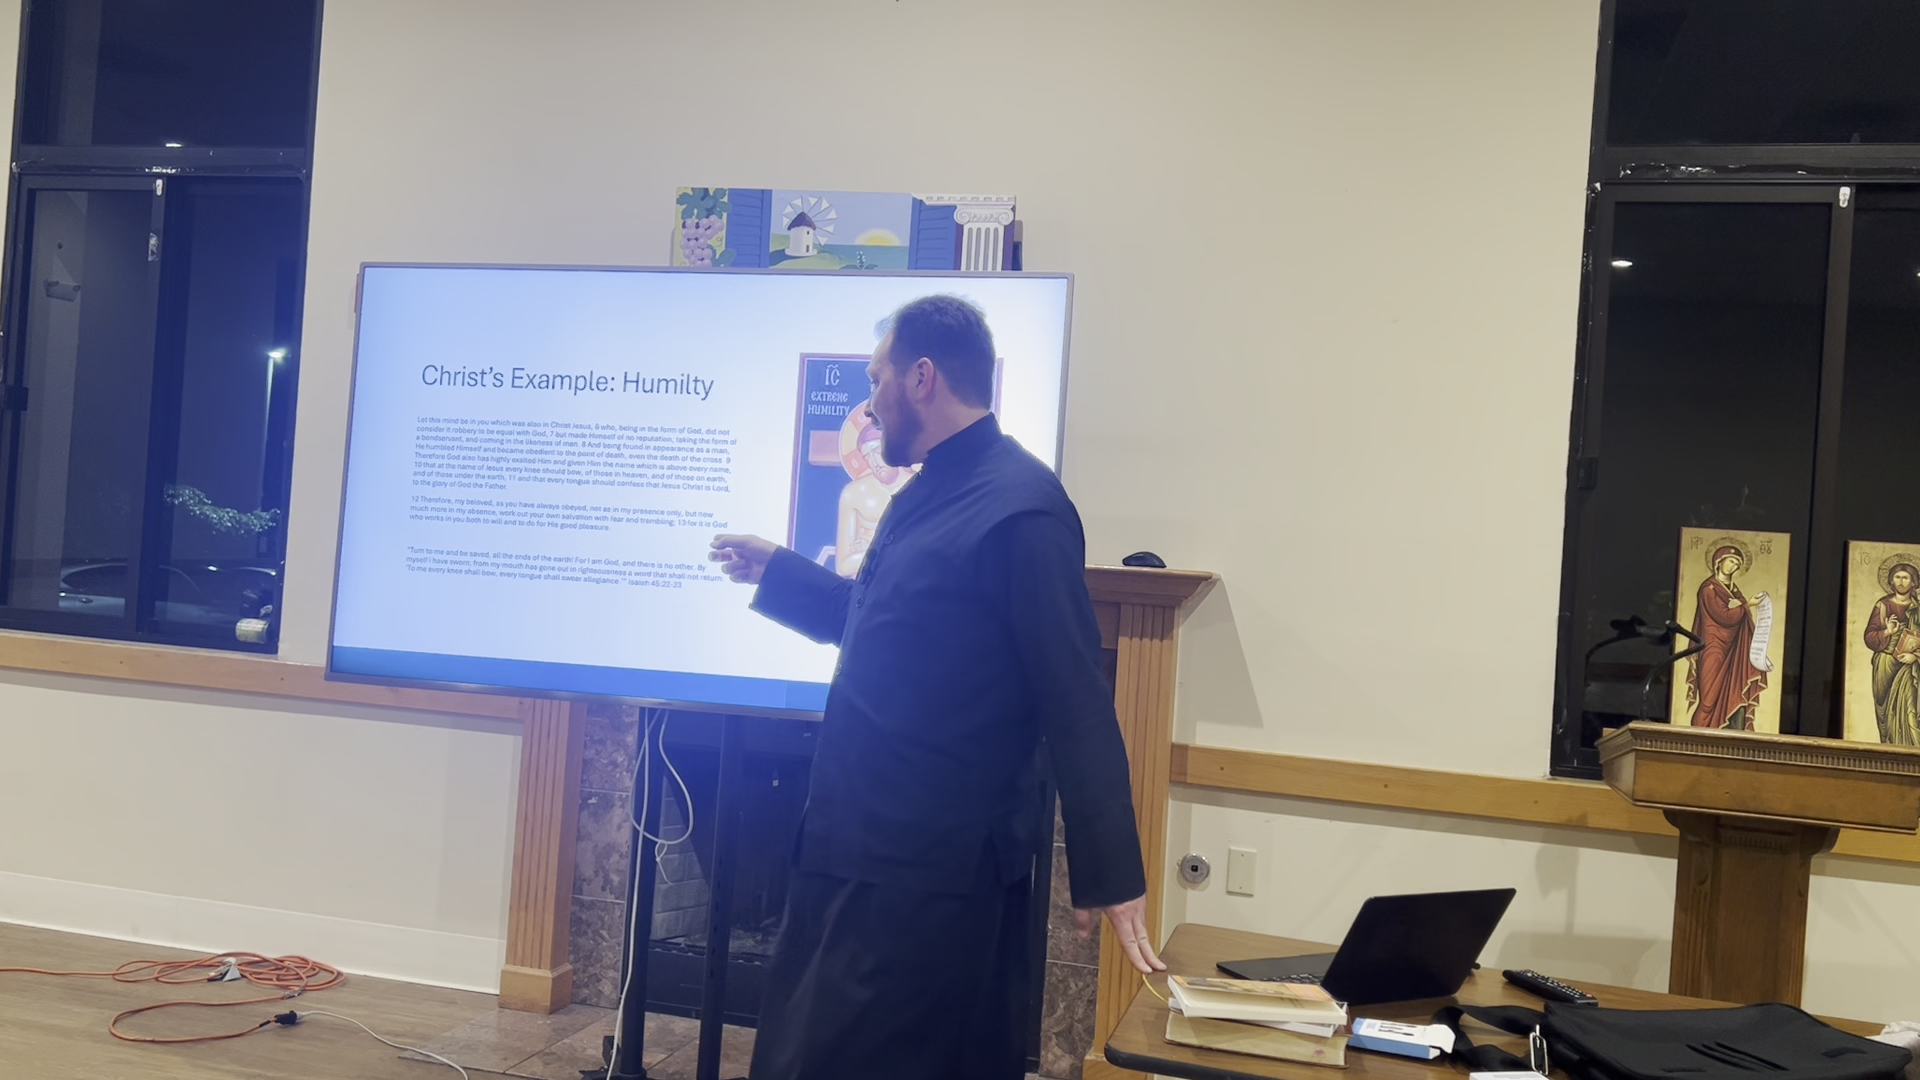 Christ's Example: Humilty
Let this mind be in you which was also in Christ Jesus, 6 who, being in the form of God, did not
consider it robbery to be equal with God, 7 but made Himself of no reputation, taking the form of
a bondservant, and coming in the likeness of men. 8 And being found in appearance as a man,
He humbled Himself and became obedient to the point of death, even the death of the cross. 9
Therefore God also has highly exalted Him and given Him the name which is above every name,
10 that at the name of Jesus every knee should bow, of those in heaven, and of those on earth,
and of those under the earth, 11 and that every tongue should confess that Jesus Christ is Lord,
to the glory of God the Father.
12 Therefore, my beloved, as you have always obeyed, not as in my presence only, but now
much more in my absence, work out your own salvation with fear and trembling; 13 for it is God
who works in you both to will and to do for His good pleasure.
"Turn to me and be saved, all the ends of the earth! For I am God, and there is no other. By
myself I have sworn; from my mouth has gone out in righteousness a word that shall not return:
'To me every knee shall bow, every tongue shall swear allegiance.'" Isaiah 45:22-23
IC
EXTREME
HUMILITY